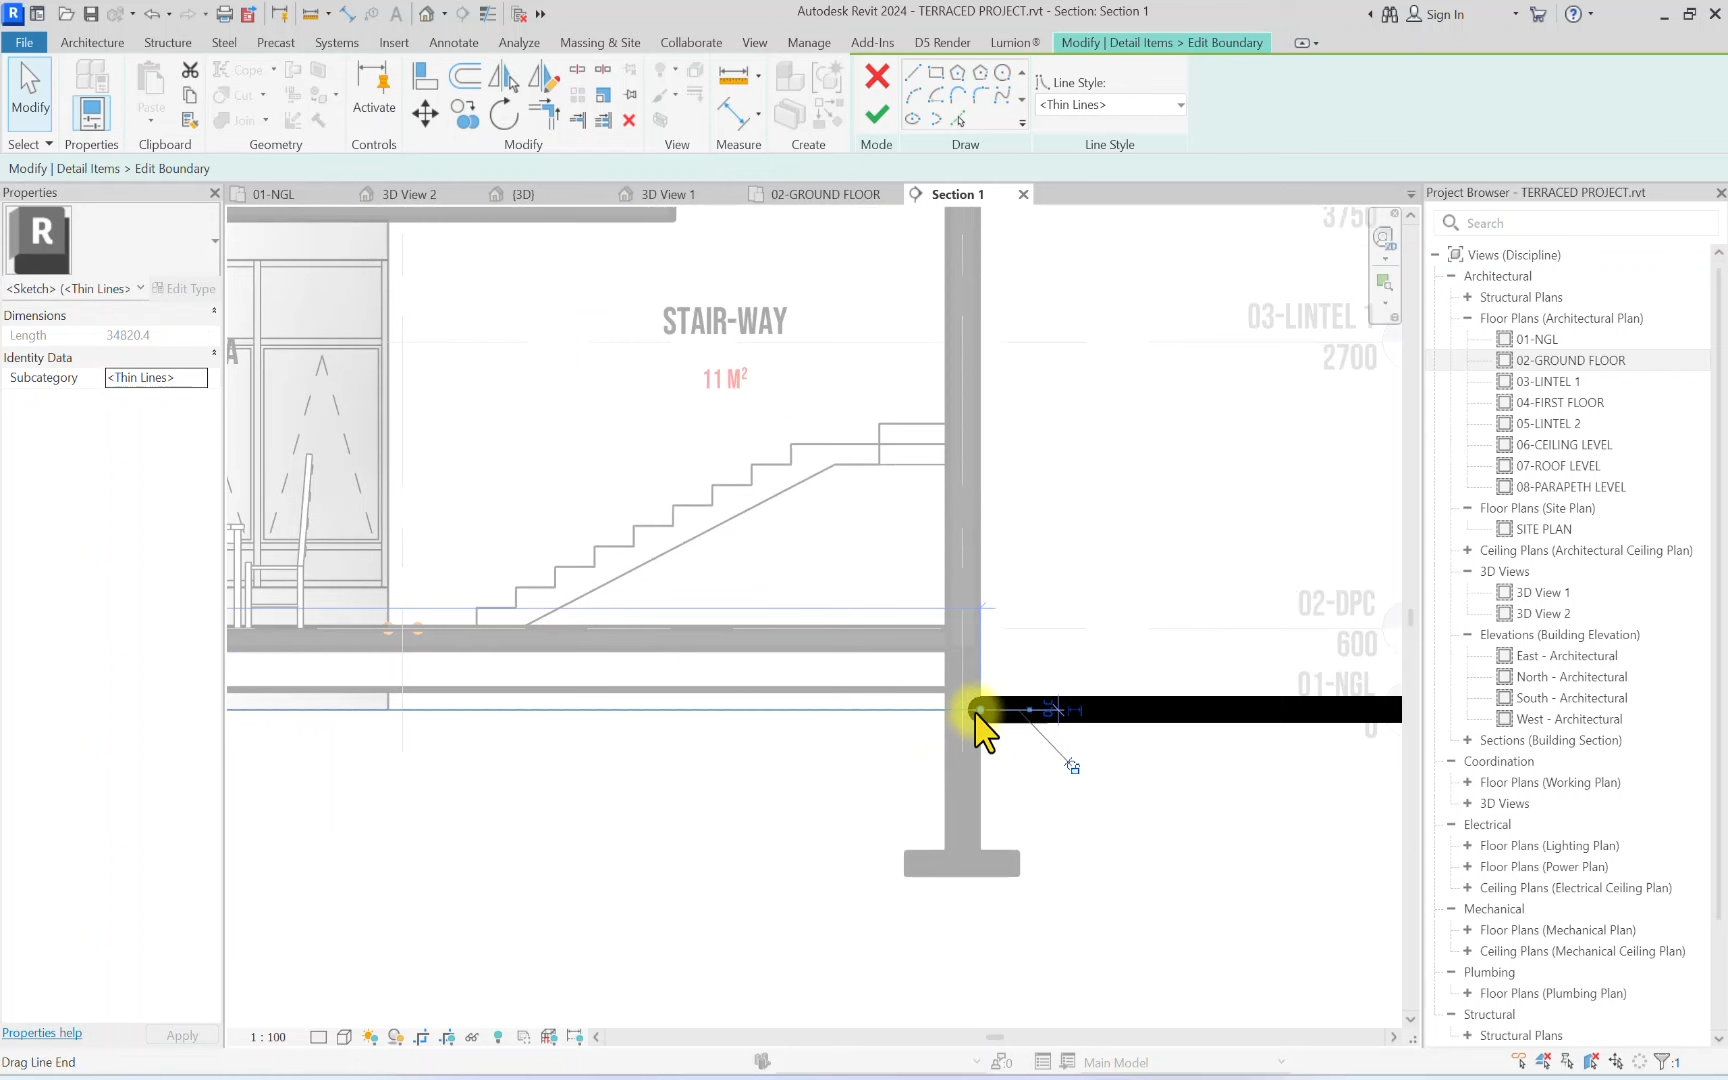 Autodesk Revit 2024 - TERRACED PROJECT.rvt - Section: Section 1
Sign In
File Architecture Structure Steel Precast Systems Insert Annotate Analyze Massing & Site Collaborate View Manage Add-Ins D5 Render Lumion® Modify | Detail Items > Edit Boundary
Modify
Paste
Cope
Cut
Join
Activate
Line Style:
<Thin Lines>
Select Properties Clipboard Geometry Controls Modify View Measure Create Mode Draw Line Style
Modify | Detail Items > Edit Boundary
Properties
R
<Sketch> (<Thin Lines>
Edit Type
Dimensions
Length 34820.4
Identity Data
Subcategory <Thin Lines>
Properties help
Apply
01-NGL
3D View 2
{3D}
3D View 1
02-GROUND FLOOR
Section 1
STAIR-WAY
11 M²
3750
03-LINTEL 1
2700
02-DPC
600
01-NGL
0
1 : 100
Drag Line End
:0
Main Model
:1
Project Browser - TERRACED PROJECT.rvt
Search
Views (Discipline)
Architectural
Structural Plans
Floor Plans (Architectural Plan)
01-NGL
02-GROUND FLOOR
03-LINTEL 1
04-FIRST FLOOR
05-LINTEL 2
06-CEILING LEVEL
07-ROOF LEVEL
08-PARAPETH LEVEL
Floor Plans (Site Plan)
SITE PLAN
Ceiling Plans (Architectural Ceiling Plan)
3D Views
3D View 1
3D View 2
Elevations (Building Elevation)
East - Architectural
North - Architectural
South - Architectural
West - Architectural
Sections (Building Section)
Coordination
Floor Plans (Working Plan)
3D Views
Electrical
Floor Plans (Lighting Plan)
Floor Plans (Power Plan)
Ceiling Plans (Electrical Ceiling Plan)
Mechanical
Floor Plans (Mechanical Plan)
Ceiling Plans (Mechanical Ceiling Plan)
Plumbing
Floor Plans (Plumbing Plan)
Structural
Structural Plans